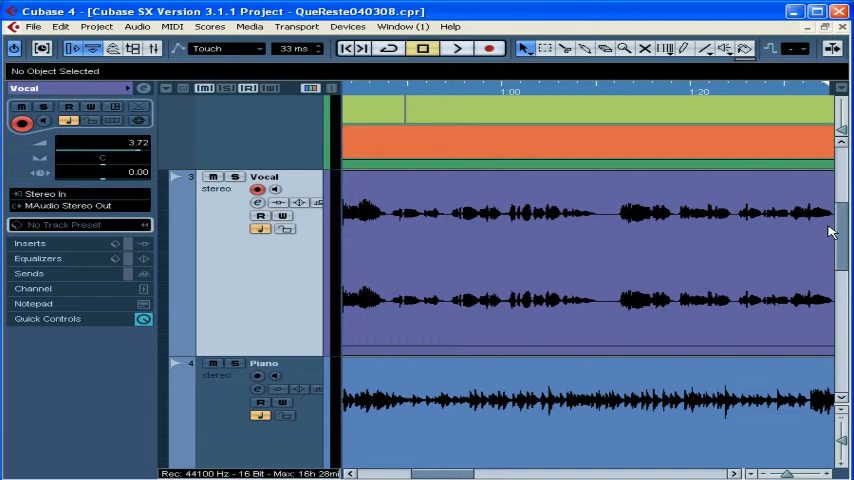 Cubase 4 - [Cubase SX Version 3.1.1 Project - QueReste040308.cpr]
File Edit Project Audio MIDI Scores Media Transport Devices Window (1) Help
Touch 33 ms
No Object Selected
Vocal
1:00 1:20
3.72
C
0.00
Stereo In
MAudio Stereo Out
No Track Preset
Inserts
Equalizers
Sends
Channel
Notepad
Quick Controls
3 m S Vocal
stereo
R W
4 m S Piano
stereo
R W
Rec: 44100 Hz - 16 Bit - Max: 16h 28mi